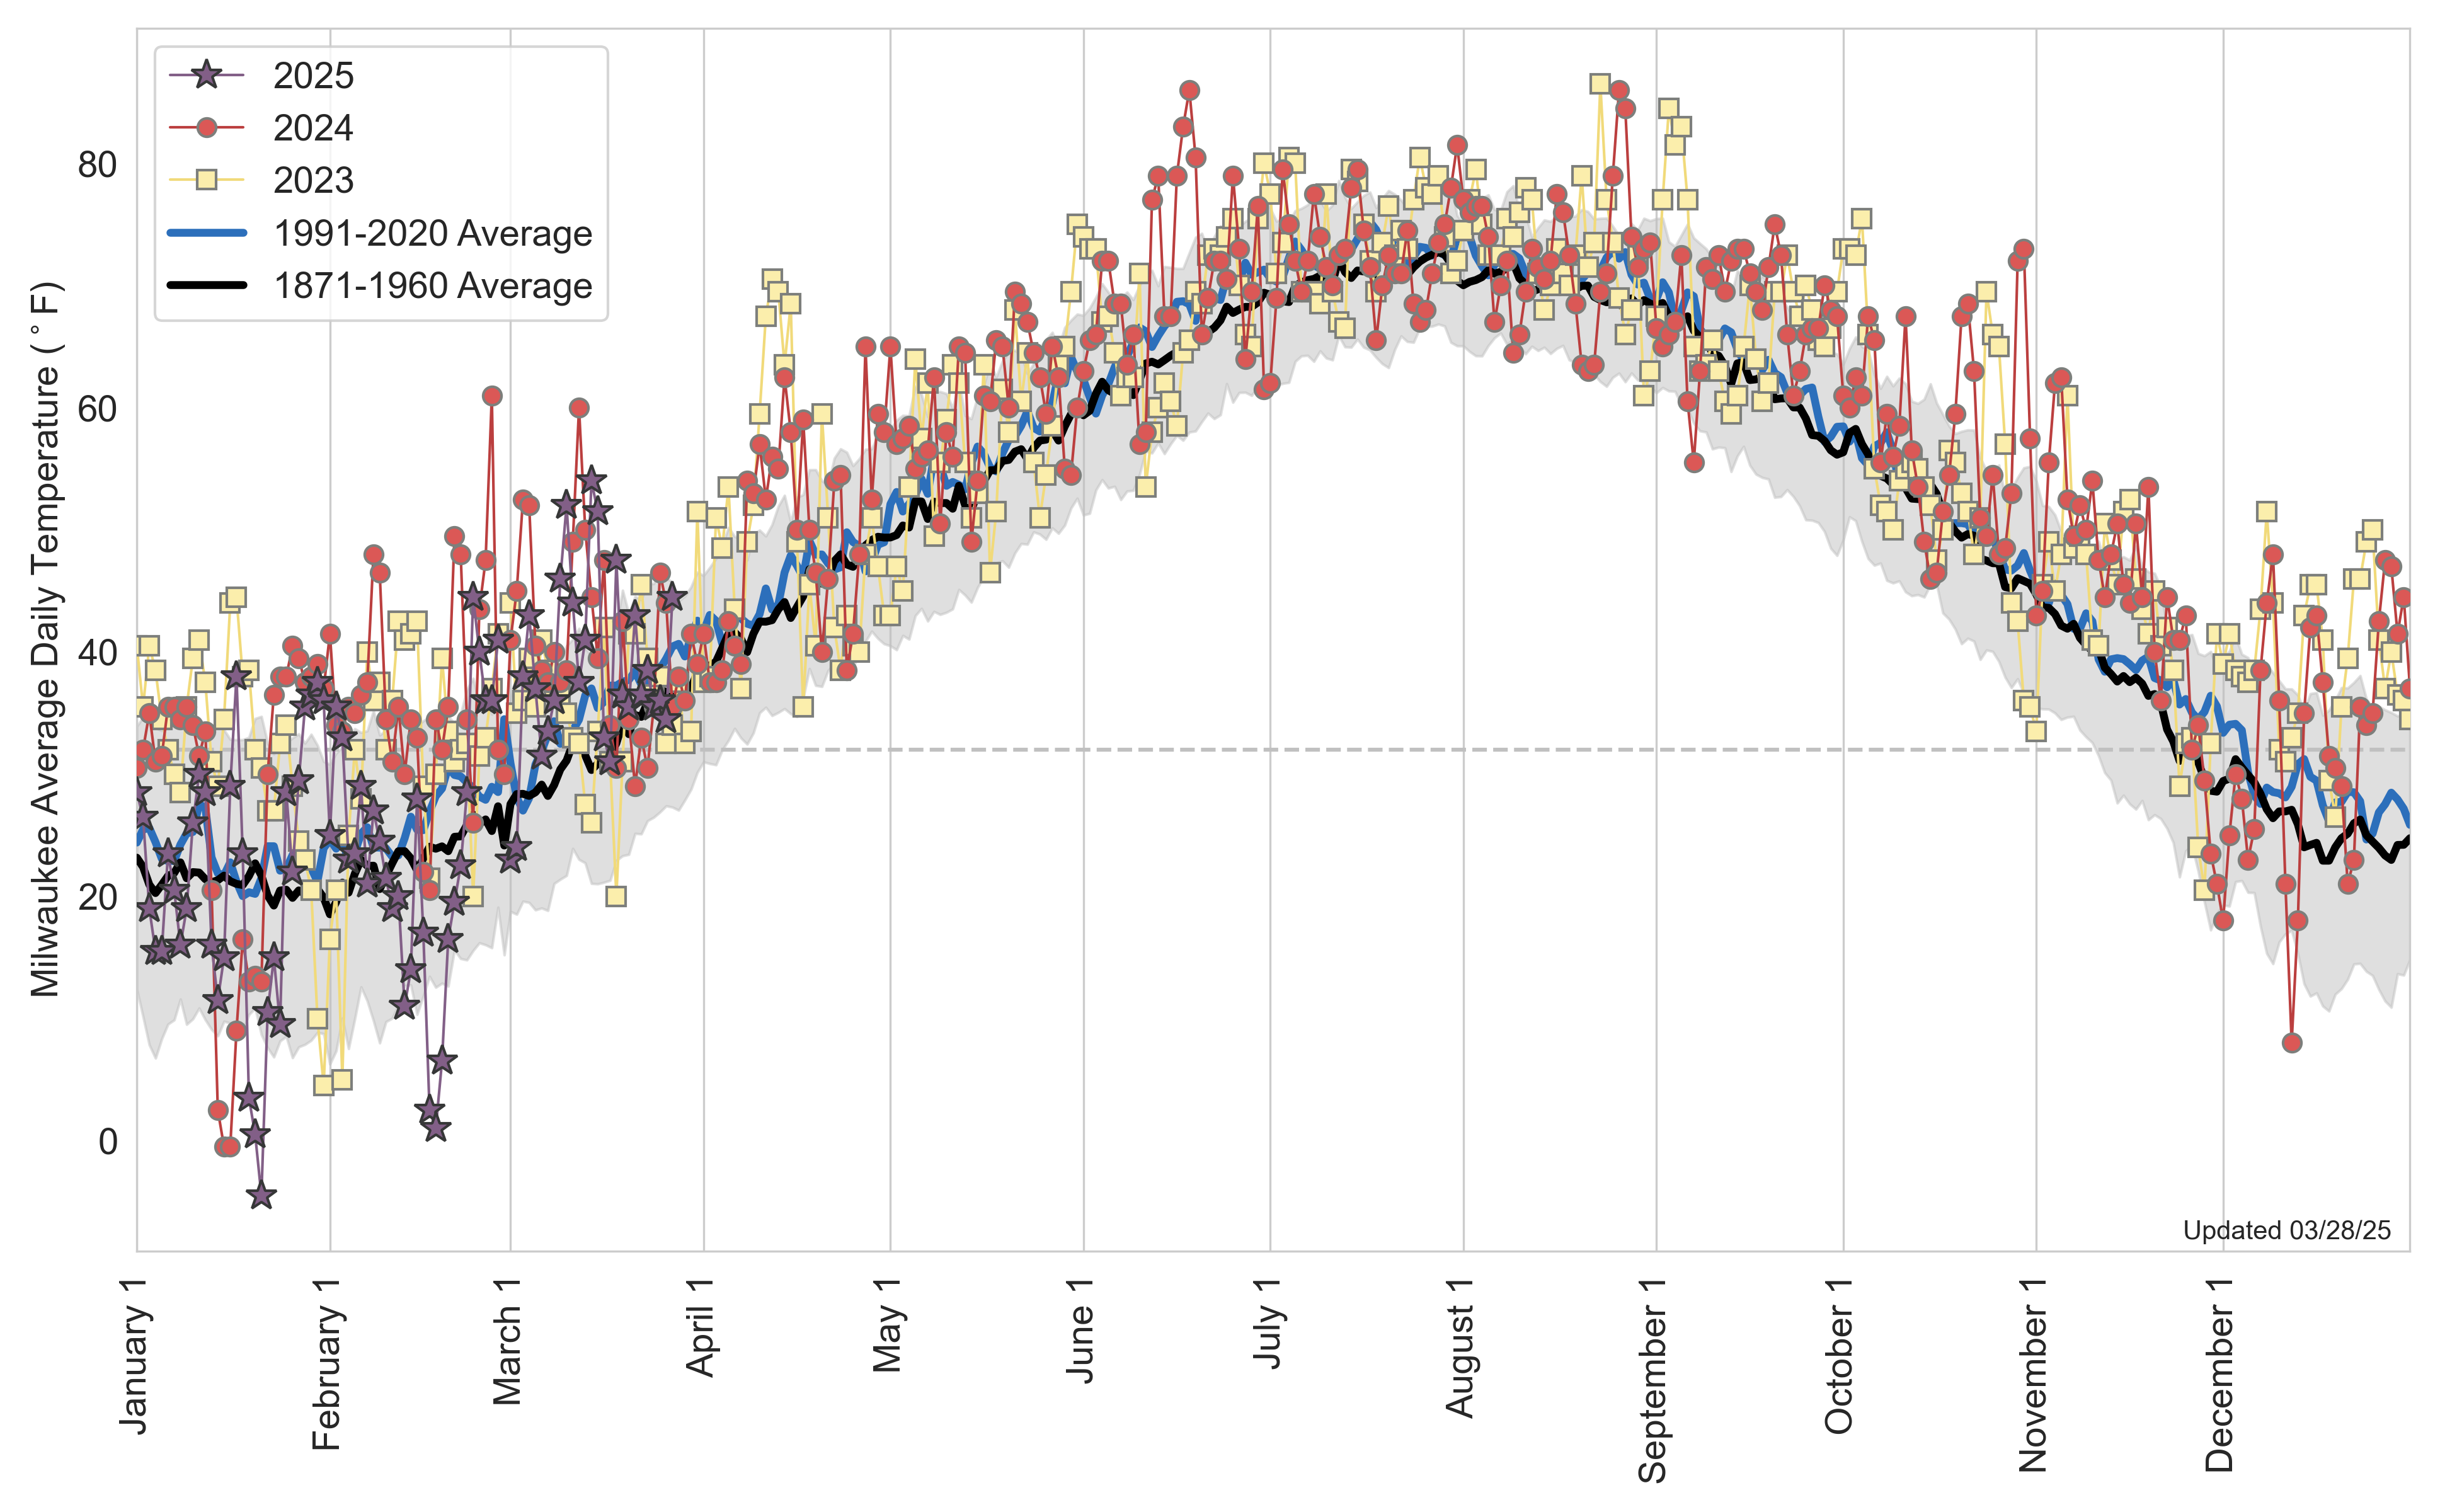 2025
2024
2023
1991-2020 Average
1871-1960 Average
Milwaukee Average Daily Temperature (°F)
80
60
40
20
0
Updated 03/28/25
January 1
February 1
March 1
April 1
May 1
June 1
July 1
August 1
September 1
October 1
November 1
December 1